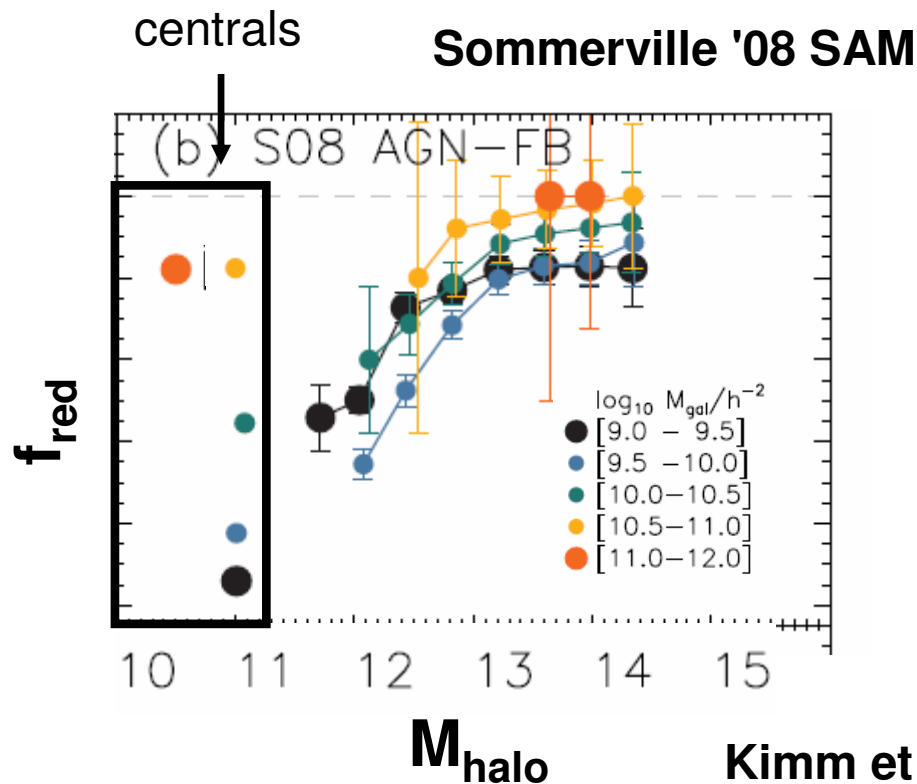 centrals
Sommerville '08 SAM
(b) S08 AGN-FB
f_red
log₁₀ M_gal/h⁻²
[9.0 - 9.5]
[9.5 -10.0]
[10.0-10.5]
[10.5-11.0]
[11.0-12.0]
10 11 12 13 14 15
M_halo
Kimm et